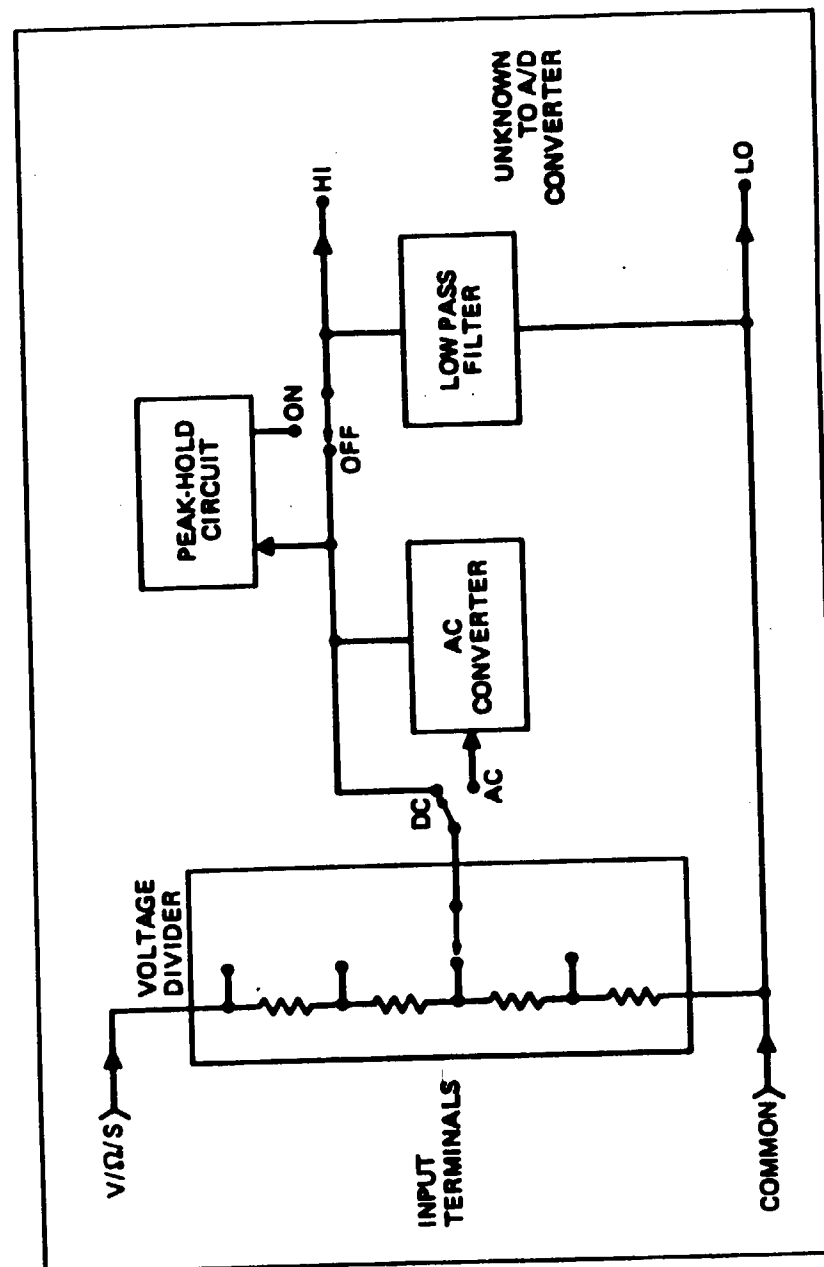 V/Ω/S
VOLTAGE
DIVIDER
INPUT
TERMINALS
COMMON
DC
AC
AC
CONVERTER
PEAK-HOLD
CIRCUIT
ON
OFF
LOW PASS
FILTER
HI
UNKNOWN
TO A/D
CONVERTER
LO